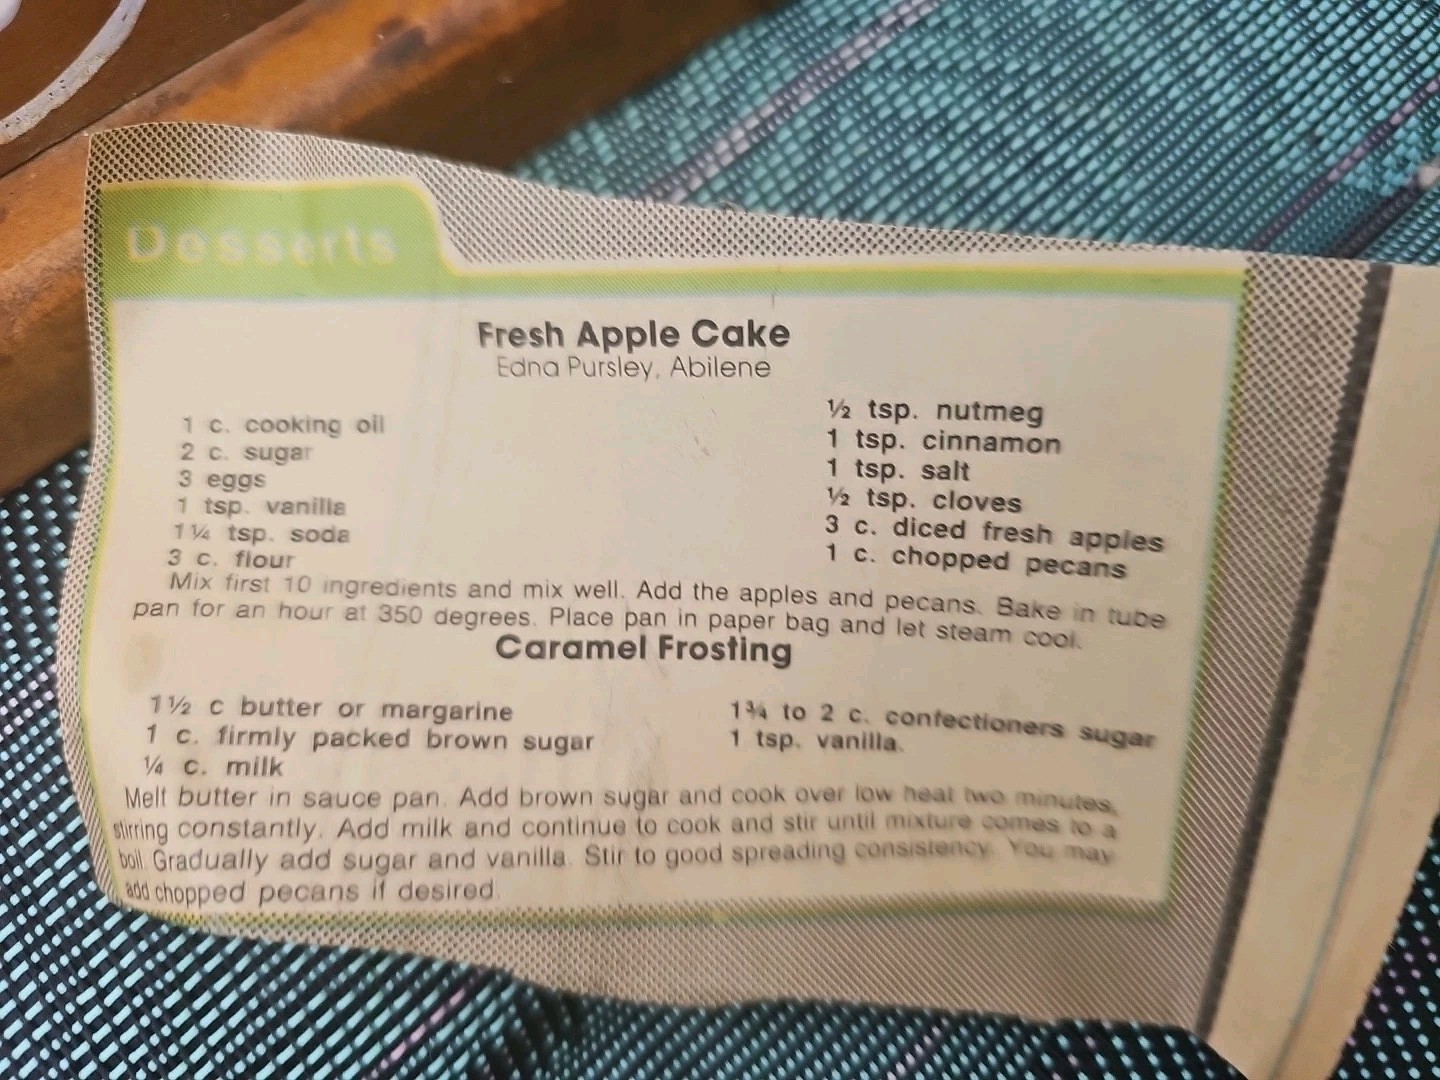 Desserts
Fresh Apple Cake
Edna Pursley, Abilene
1 c. cooking oil
2 c. sugar
3 eggs
1 tsp. vanilla
1¼ tsp. soda
3 c. flour
½ tsp. nutmeg
1 tsp. cinnamon
1 tsp. salt
½ tsp. cloves
3 c. diced fresh apples
1 c. chopped pecans
Mix first 10 ingredients and mix well. Add the apples and pecans. Bake in tube
pan for an hour at 350 degrees. Place pan in paper bag and let steam cool.
Caramel Frosting
1½ c butter or margarine
1 c. firmly packed brown sugar
¼ c. milk
1¾ to 2 c. confectioners sugar
1 tsp. vanilla.
Melt butter in sauce pan. Add brown sugar and cook over low heat two minutes,
stirring constantly. Add milk and continue to cook and stir until mixture comes to a
boil. Gradually add sugar and vanilla. Stir to good spreading consistency. You may
add chopped pecans if desired.